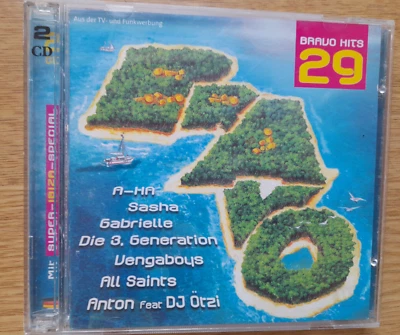 2
CD
Mit SUPER-IBIZA-SPECIAL
Aus der TV- und Funkwerbung
BRAVO HITS
29
BRAVO
A-HA
Sasha
Gabrielle
Die 3. Generation
Vengaboys
All Saints
Anton feat DJ Ötzi